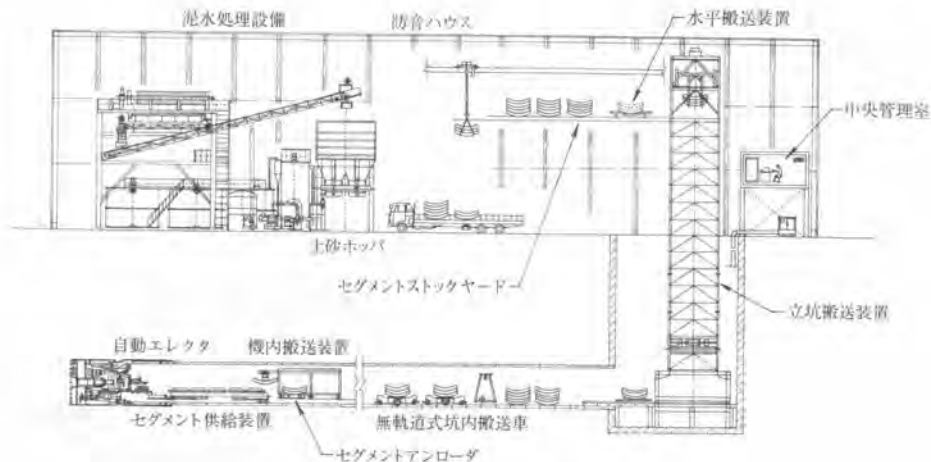 泥水処理設備
防音ハウス
水平搬送装置
中央管理室
土砂ホッパ
セグメントストックヤード
立坑搬送装置
自動エレクタ
機内搬送装置
セグメント供給装置
無軌道式坑内搬送車
セグメントアンローダ